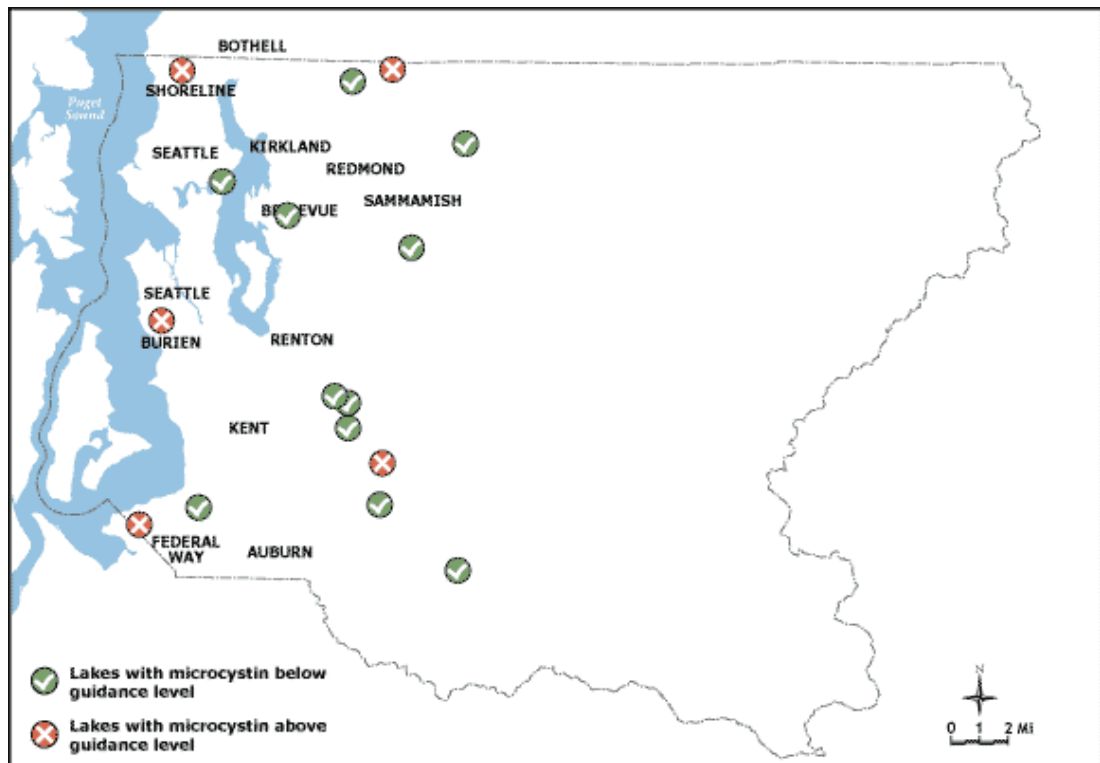 BOTHELL
SHORELINE
Puget
Sound
KIRKLAND
SEATTLE
REDMOND
SAMMAMISH
BELLEVUE
SEATTLE
BURIEN
RENTON
KENT
FEDERAL
WAY
AUBURN
Lakes with microcystin below
guidance level
Lakes with microcystin above
guidance level
N
0 1 2 Mi